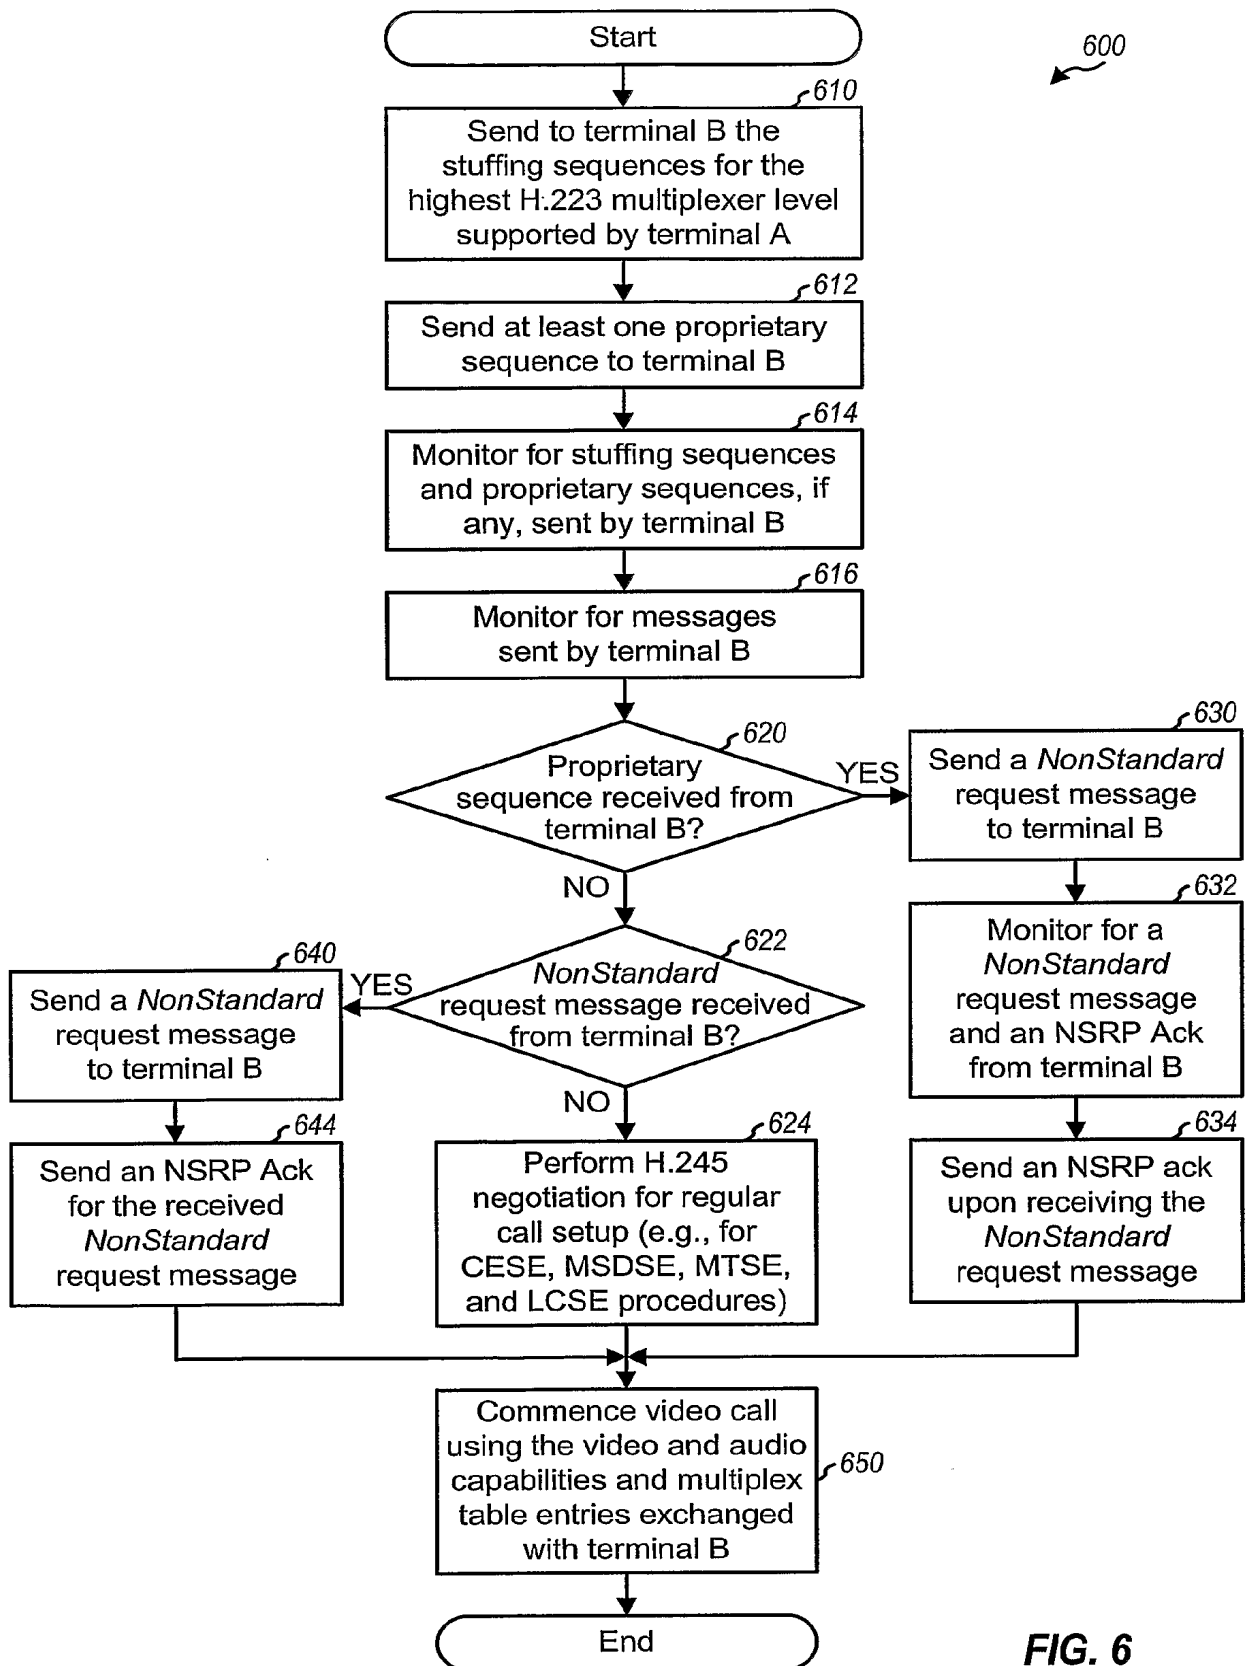 Start
600
610
Send to terminal B the
stuffing sequences for the
highest H.223 multiplexer level
supported by terminal A
612
Send at least one proprietary
sequence to terminal B
614
Monitor for stuffing sequences
and proprietary sequences, if
any, sent by terminal B
616
Monitor for messages
sent by terminal B
620
Proprietary
sequence received from
terminal B?
YES
NO
630
Send a NonStandard
request message
to terminal B
632
Monitor for a
NonStandard
request message
and an NSRP Ack
from terminal B
634
Send an NSRP ack
upon receiving the
NonStandard
request message
622
NonStandard
request message received
from terminal B?
YES
NO
640
Send a NonStandard
request message
to terminal B
644
Send an NSRP Ack
for the received
NonStandard
request message
624
Perform H.245
negotiation for regular
call setup (e.g., for
CESE, MSDSE, MTSE,
and LCSE procedures)
650
Commence video call
using the video and audio
capabilities and multiplex
table entries exchanged
with terminal B
End
FIG. 6